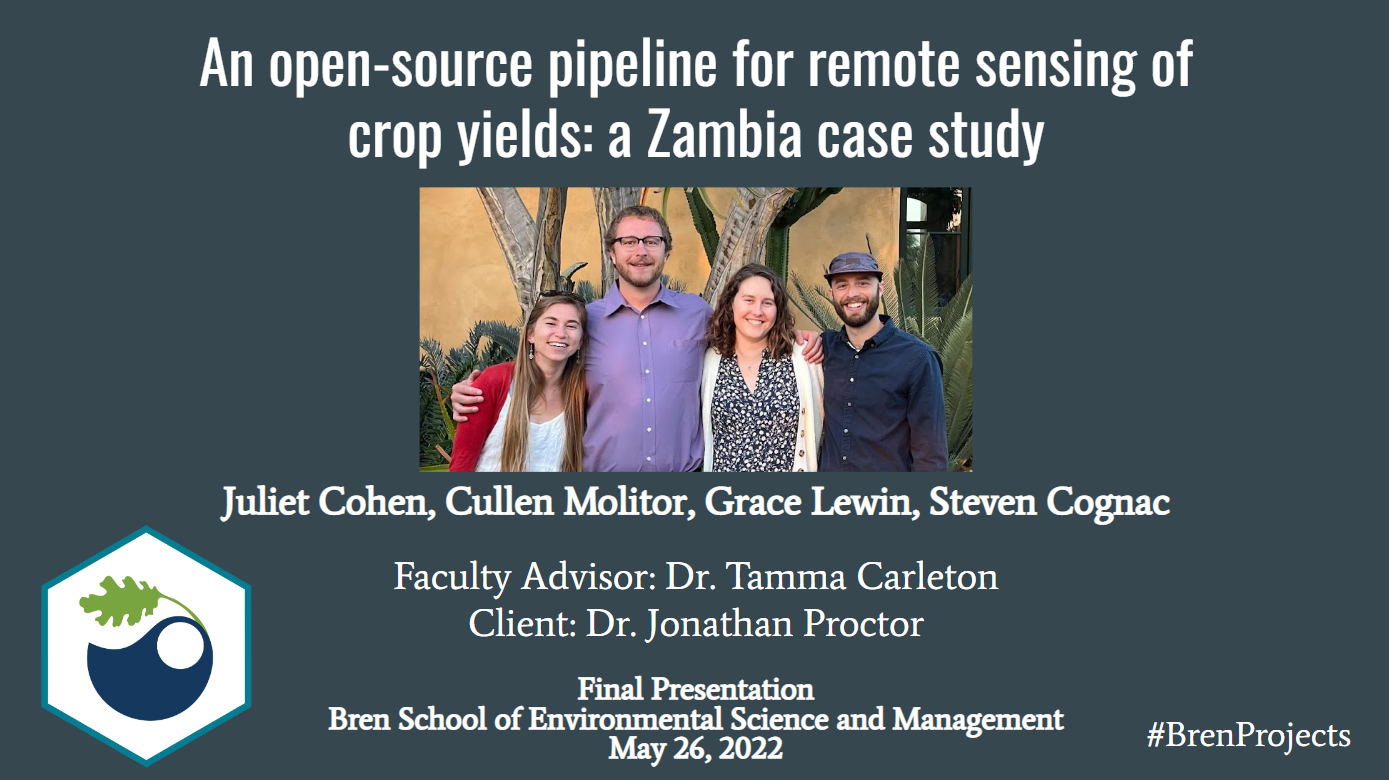 An open-source pipeline for remote sensing of
crop yields: a Zambia case study
Juliet Cohen, Cullen Molitor, Grace Lewin, Steven Cognac
Faculty Advisor: Dr. Tamma Carleton
Client: Dr. Jonathan Proctor
Final Presentation
Bren School of Environmental Science and Management
May 26, 2022
#BrenProjects